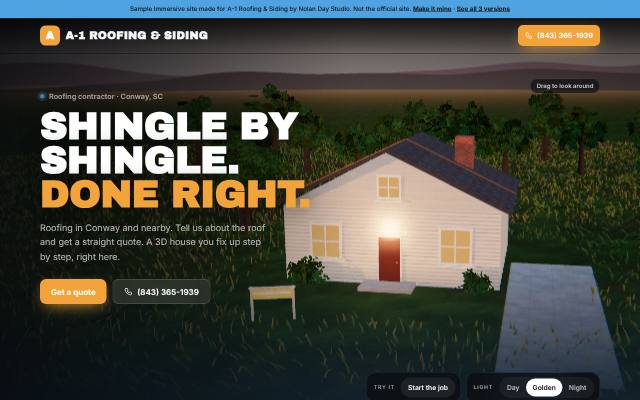 Sample Immersive site made for A-1 Roofing & Siding by Nolan Day Studio. Not the official site. Make it mine · See all 3 versions
A A-1 ROOFING & SIDING
(843) 365-1939
Drag to look around
Roofing contractor · Conway, SC
SHINGLE BY
SHINGLE.
DONE RIGHT.
Roofing in Conway and nearby. Tell us about the roof
and get a straight quote. A 3D house you fix up step
by step, right here.
Get a quote
(843) 365-1939
TRY IT Start the job
LIGHT Day Golden Night